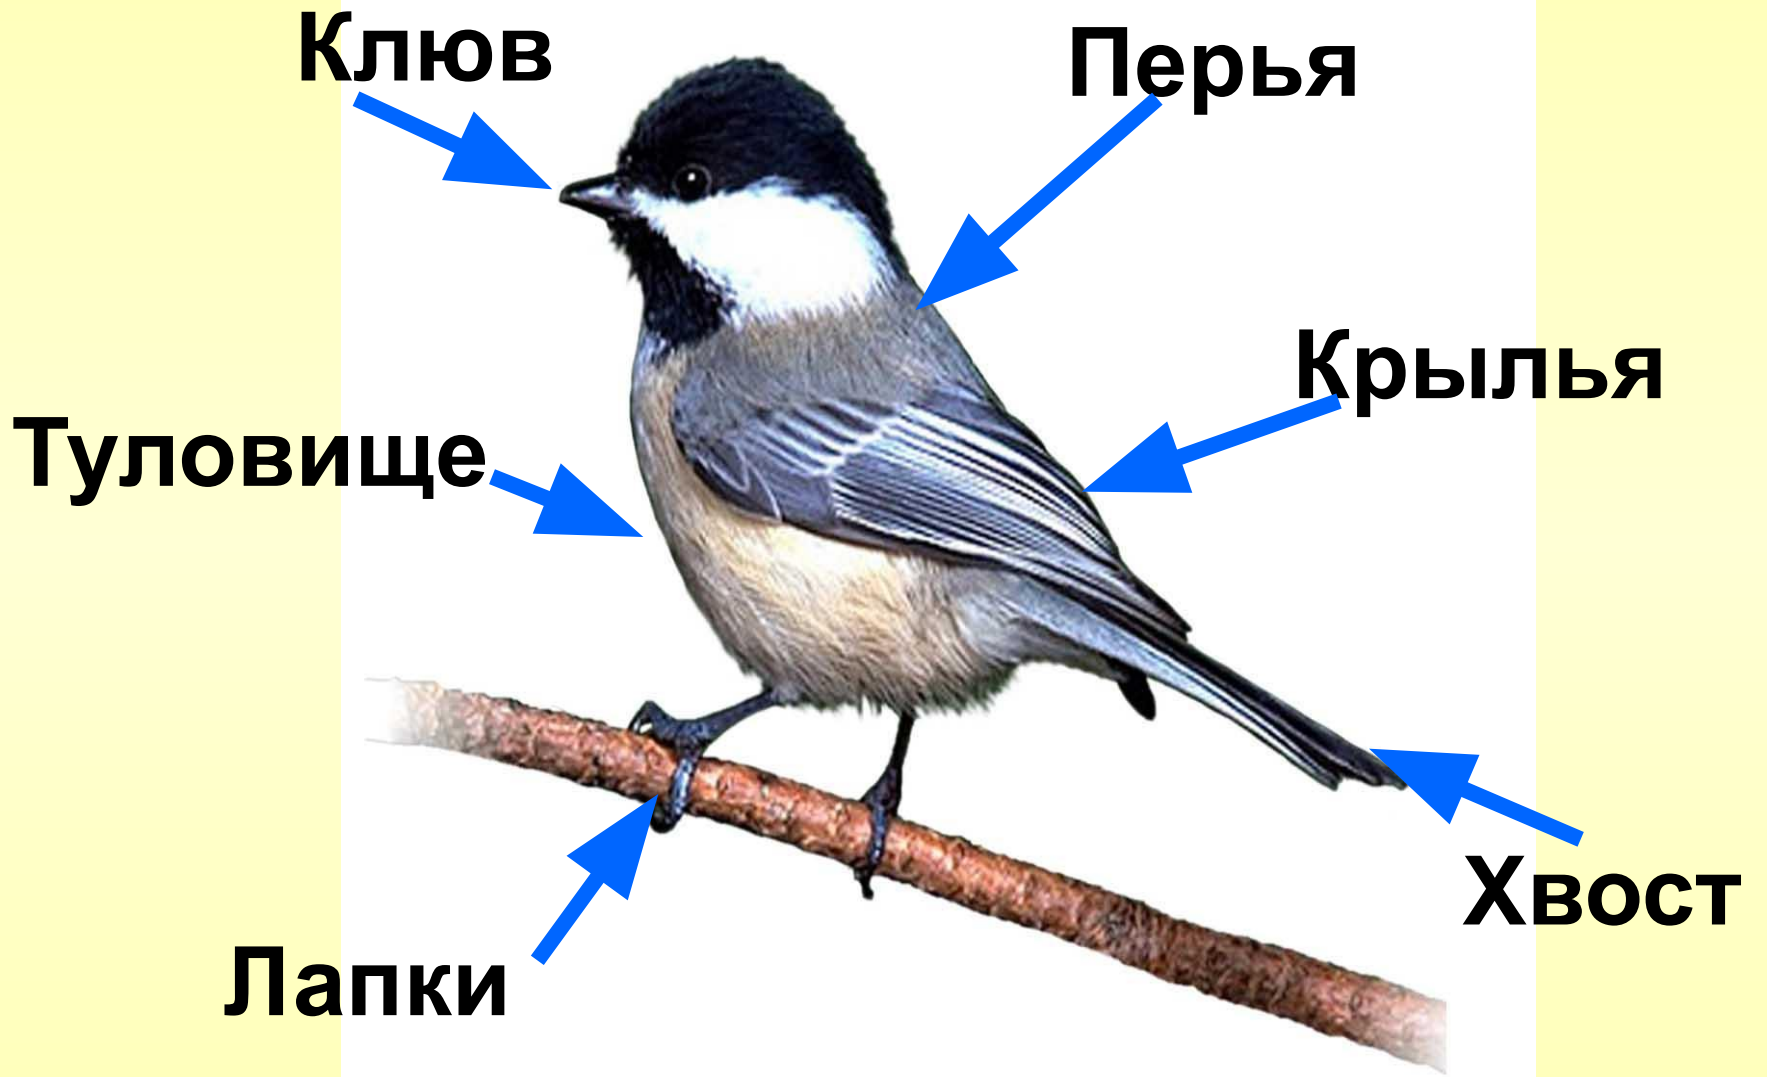 Клюв
Перья
Крылья
Туловище
Хвост
Лапки